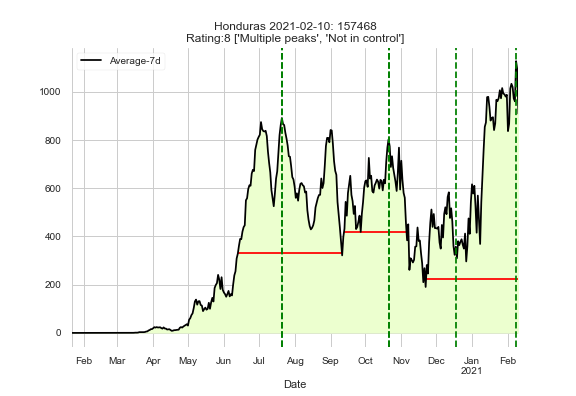 Honduras 2021-02-10: 157468
Rating:8 ['Multiple peaks', 'Not in control']
Average-7d
1000
800
600
400
200
0
Feb Mar Apr May Jun Jul Aug Sep Oct Nov Dec Jan Feb
2021
Date